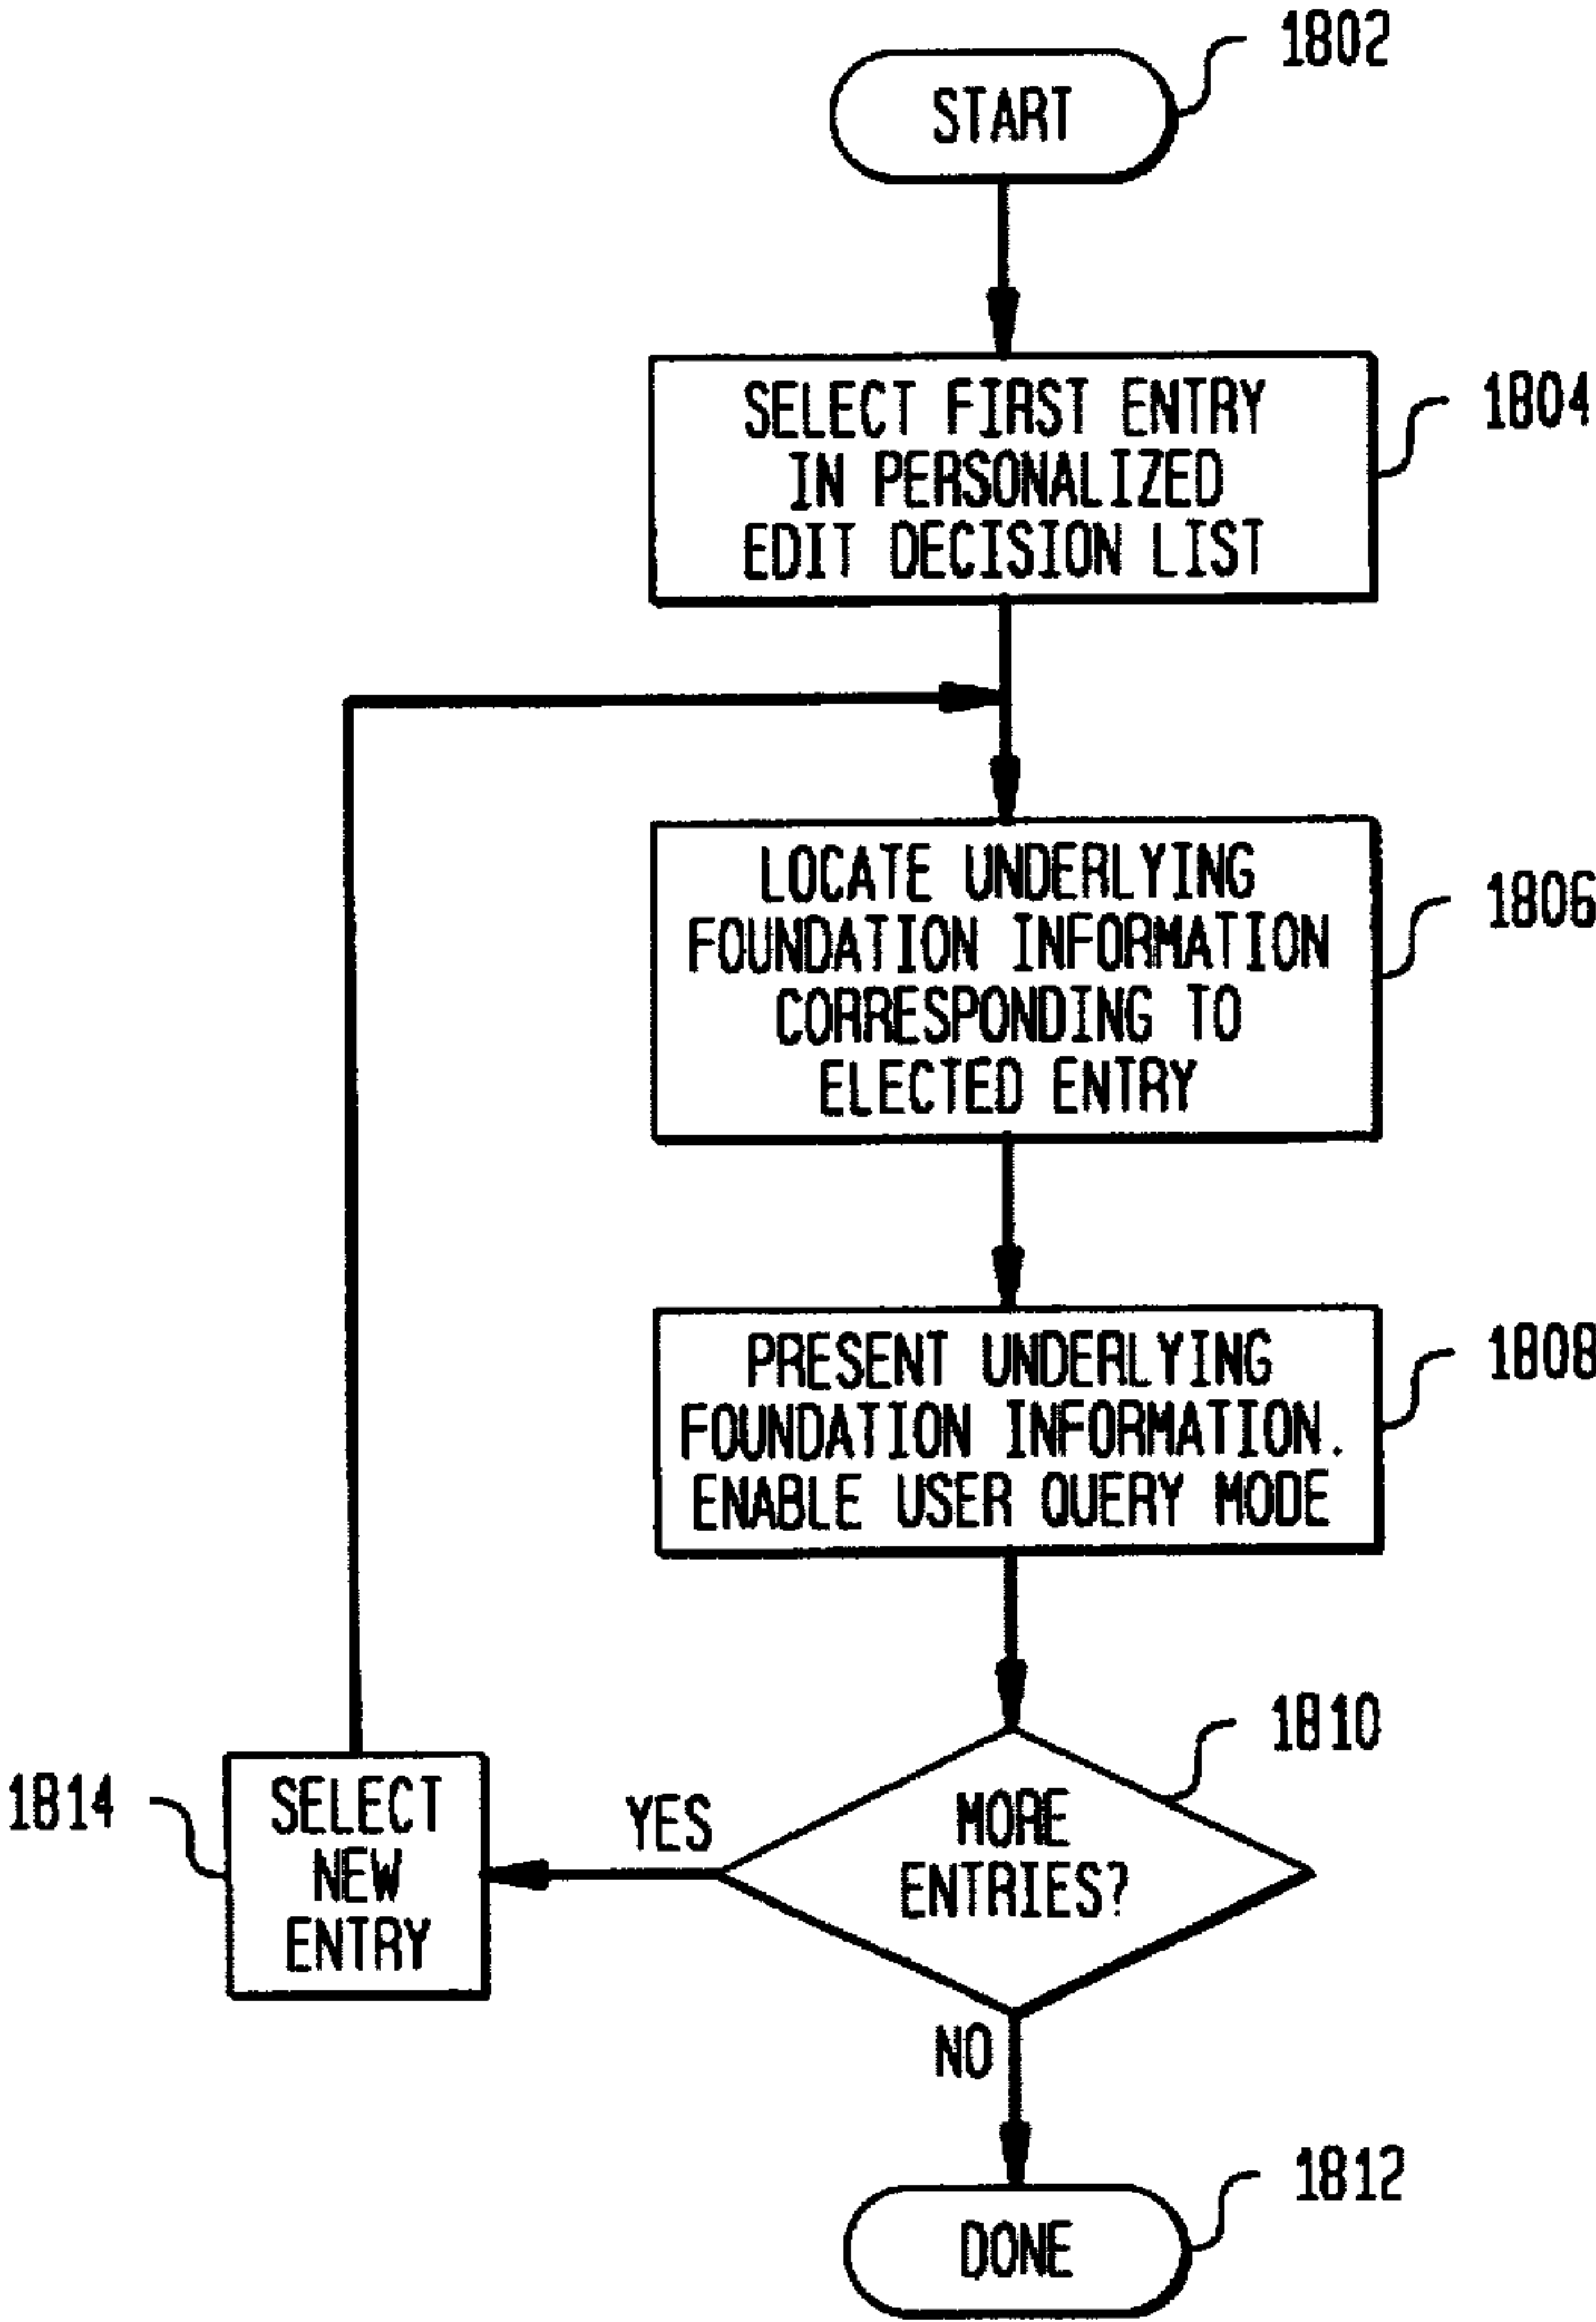 START
1802
SELECT FIRST ENTRY
IN PERSONALIZED
EDIT DECISION LIST
1804
LOCATE UNDERLYING
FOUNDATION INFORMATION
CORRESPONDING TO
ELECTED ENTRY
1806
PRESENT UNDERLYING
FOUNDATION INFORMATION.
ENABLE USER QUERY MODE
1808
MORE
ENTRIES?
1810
YES
SELECT
NEW
ENTRY
1814
NO
DONE
1812